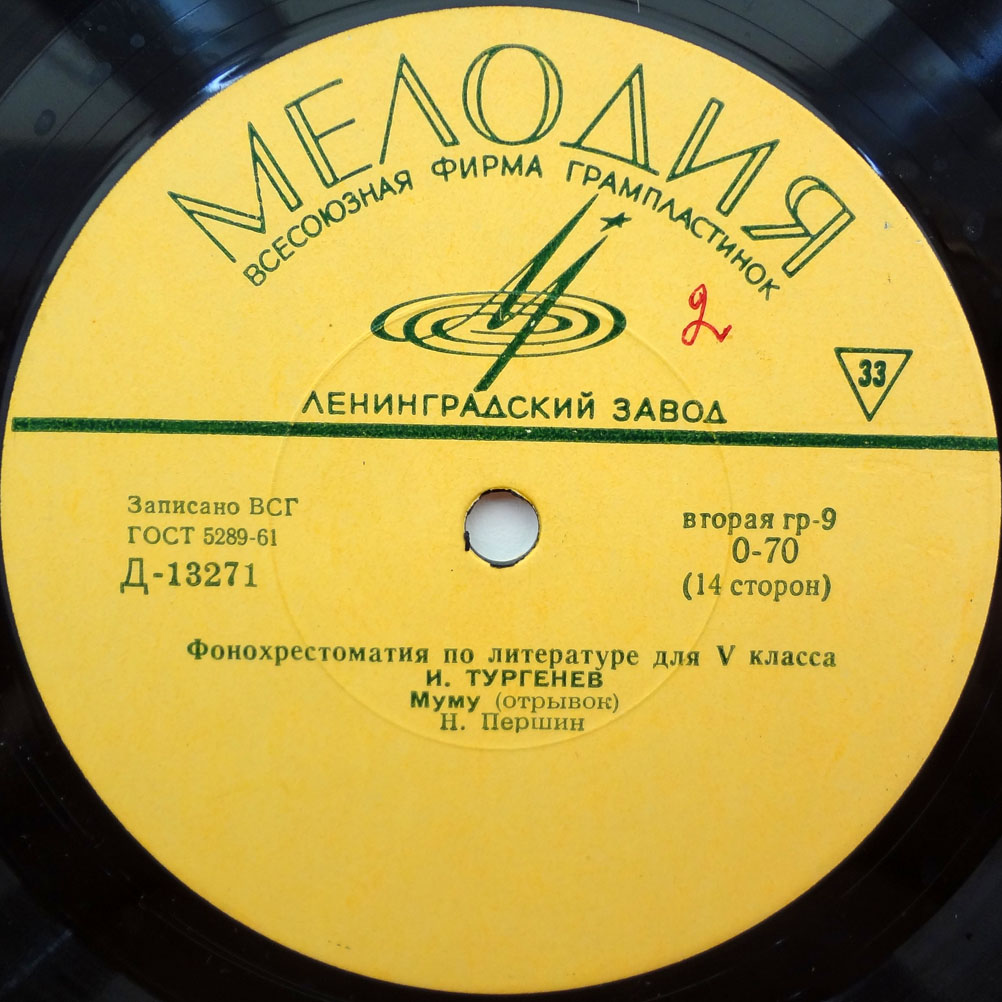 МЕЛОДИЯ
ВСЕСОЮЗНАЯ ФИРМА ГРАМПЛАСТИНОК
2
33
ЛЕНИНГРАДСКИЙ ЗАВОД
Записано ВСГ
ГОСТ 5289-61
Д-13271
вторая гр-9
0-70
(14 сторон)
Фонохрестоматия по литературе для V класса
И. ТУРГЕНЕВ
Муму (отрывок)
Н. Першин